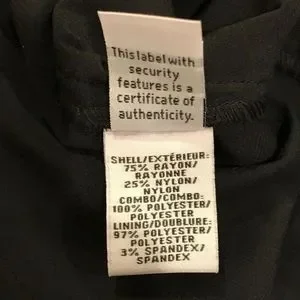 This label with
security
features is a
certificate of
authenticity.
SHELL/EXTÉRIEUR:
75% RAYON/
RAYONNE
25% NYLON/
NYLON
COMBO/COMBO:
100% POLYESTER/
POLYESTER
LINING/DOUBLURE:
97% POLYESTER/
POLYESTER
3% SPANDEX/
SPANDEX